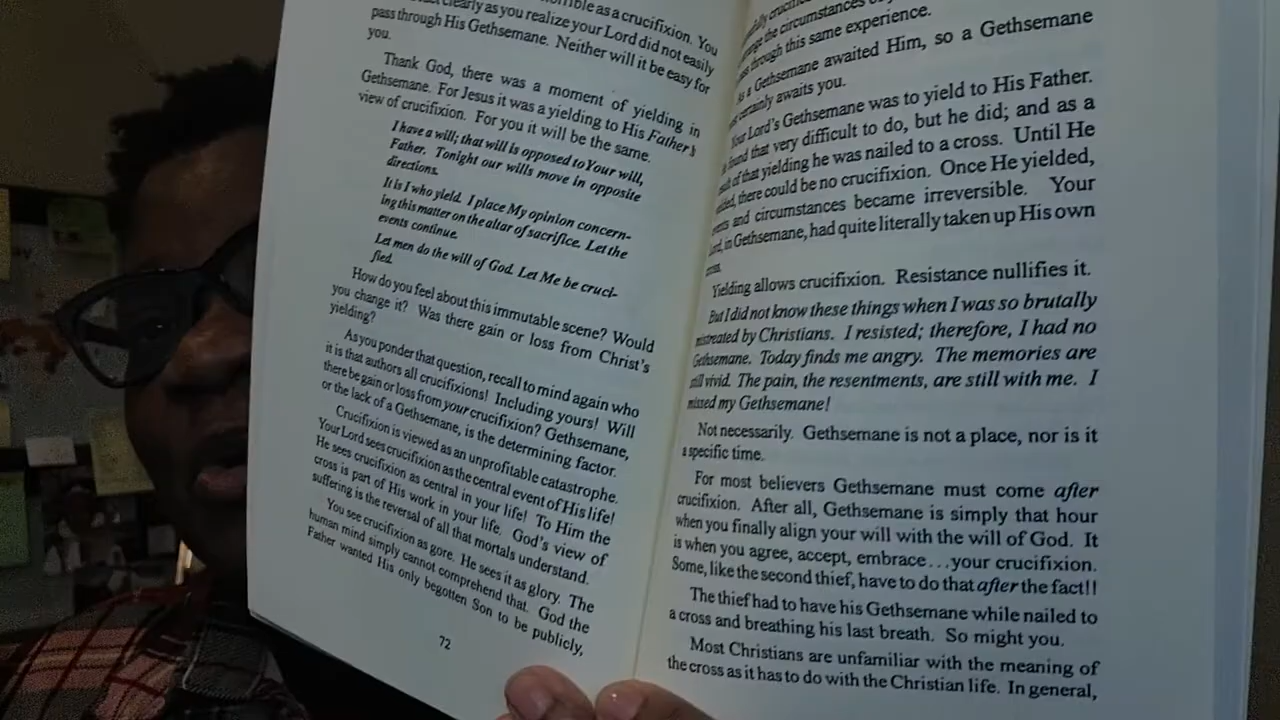 rible as a crucifixion. You
clearly as you realize your Lord did not easily
pass through His Gethsemane. Neither will it be easy for
you.
Thank God, there was a moment of yielding in
Gethsemane. For Jesus it was a yielding to His Father's
view of crucifixion. For you it will be the same.
I have a will; that will is opposed to Your will,
Father. Tonight our wills move in opposite
directions.
It is I who yield. I place My opinion concern-
ing this matter on the altar of sacrifice. Let the
events continue.
Let men do the will of God. Let Me be cruci-
fied.
How do you feel about this immutable scene? Would
you change it? Was there gain or loss from Christ's
yielding?
As you ponder that question, recall to mind again who
it is that authors all crucifixions! Including yours! Will
there be gain or loss from your crucifixion? Gethsemane,
or the lack of a Gethsemane, is the determining factor.
Crucifixion is viewed as an unprofitable catastrophe.
Your Lord sees crucifixion as the central event of His life!
He sees crucifixion as central in your life! To Him the
cross is part of His work in your life. God's view of
suffering is the reversal of all that mortals understand.
You see crucifixion as gore. He sees it as glory. The
human mind simply cannot comprehend that. God the
Father wanted His only begotten Son to be publicly,
72
the circumstances
through this same experience.
a Gethsemane awaited Him, so a Gethsemane
certainly awaits you.
Your Lord's Gethsemane was to yield to His Father.
found that very difficult to do, but he did; and as a
of that yielding he was nailed to a cross. Until He
there could be no crucifixion. Once He yielded,
and circumstances became irreversible. Your
in Gethsemane, had quite literally taken up His own
cross.
Yielding allows crucifixion. Resistance nullifies it.
But I did not know these things when I was so brutally
mistreated by Christians. I resisted; therefore, I had no
Gethsemane. Today finds me angry. The memories are
still vivid. The pain, the resentments, are still with me. I
missed my Gethsemane!
Not necessarily. Gethsemane is not a place, nor is it
a specific time.
For most believers Gethsemane must come after
crucifixion. After all, Gethsemane is simply that hour
when you finally align your will with the will of God. It
is when you agree, accept, embrace...your crucifixion.
Some, like the second thief, have to do that after the fact!!
The thief had to have his Gethsemane while nailed to
a cross and breathing his last breath. So might you.
Most Christians are unfamiliar with the meaning of
the cross as it has to do with the Christian life. In general,